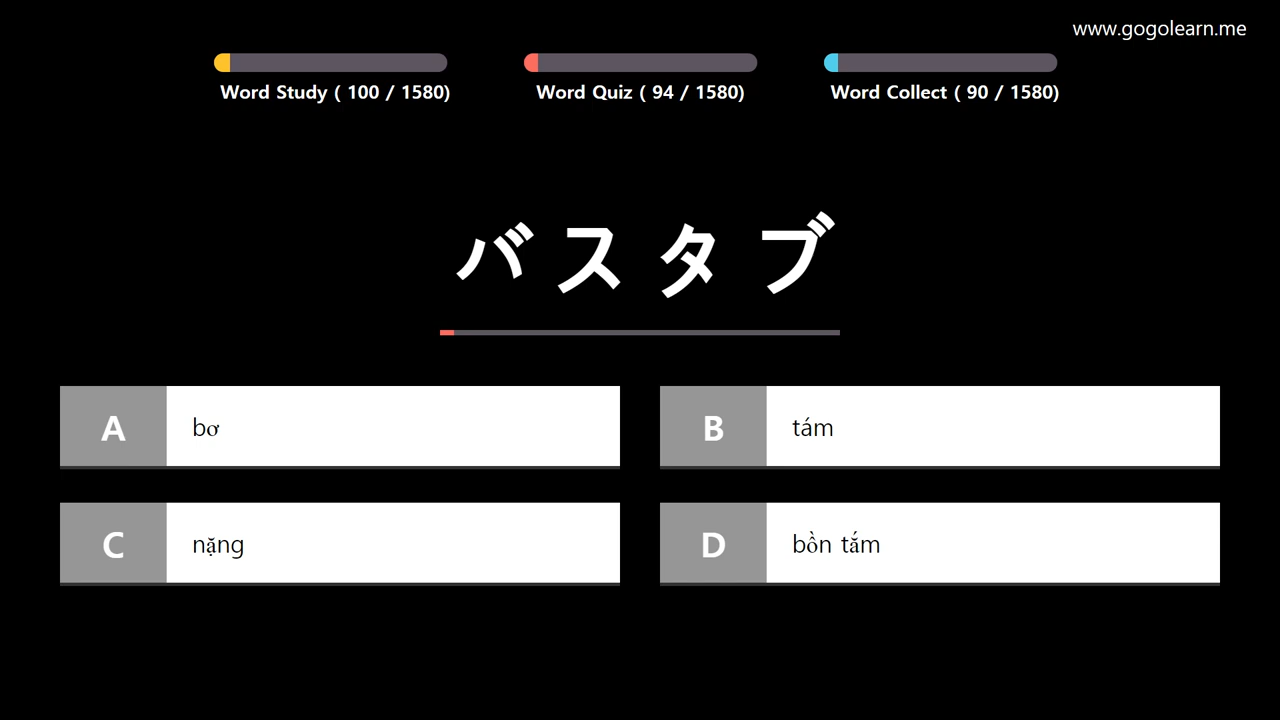 www.gogolearn.me
Word Study ( 100 / 1580)
Word Quiz ( 94 / 1580)
Word Collect ( 90 / 1580)
バスタブ
A bơ
B tám
C nặng
D bồn tắm